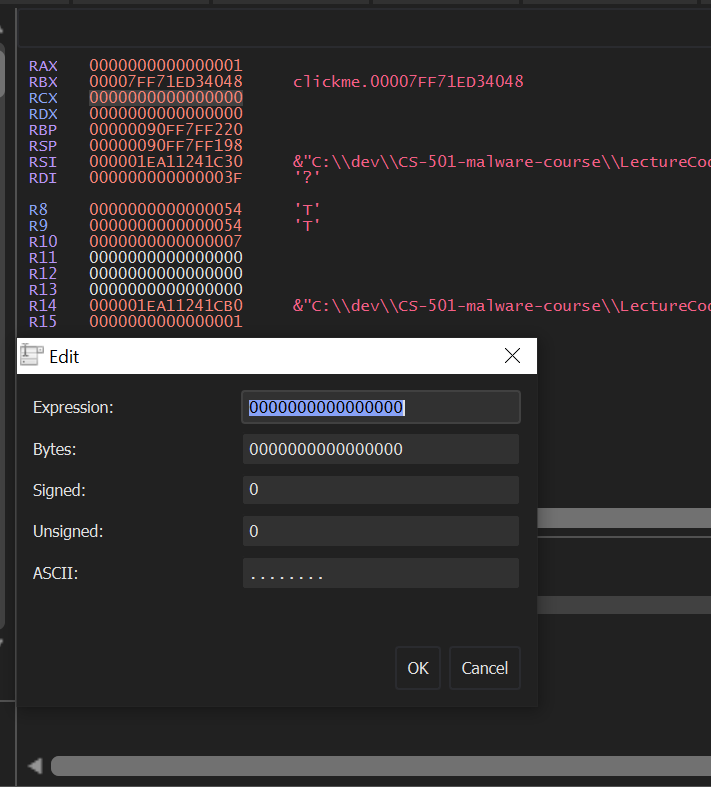 RAX 0000000000000001
RBX 00007FF71ED34048 clickme.00007FF71ED34048
RCX 0000000000000000
RDX 0000000000000000
RBP 00000090FF7FF220
RSP 00000090FF7FF198
RSI 000001EA11241C30 &"C:\\dev\\CS-501-malware-course\\LectureCod
RDI 000000000000003F '?'
R8 0000000000000054 'T'
R9 0000000000000054 'T'
R10 0000000000000007
R11 0000000000000000
R12 0000000000000000
R13 0000000000000000
R14 000001EA11241CB0 &"C:\\dev\\CS-501-malware-course\\LectureCod
R15 0000000000000001
Edit
Expression: 0000000000000000
Bytes: 0000000000000000
Signed: 0
Unsigned: 0
ASCII: ........
OK Cancel